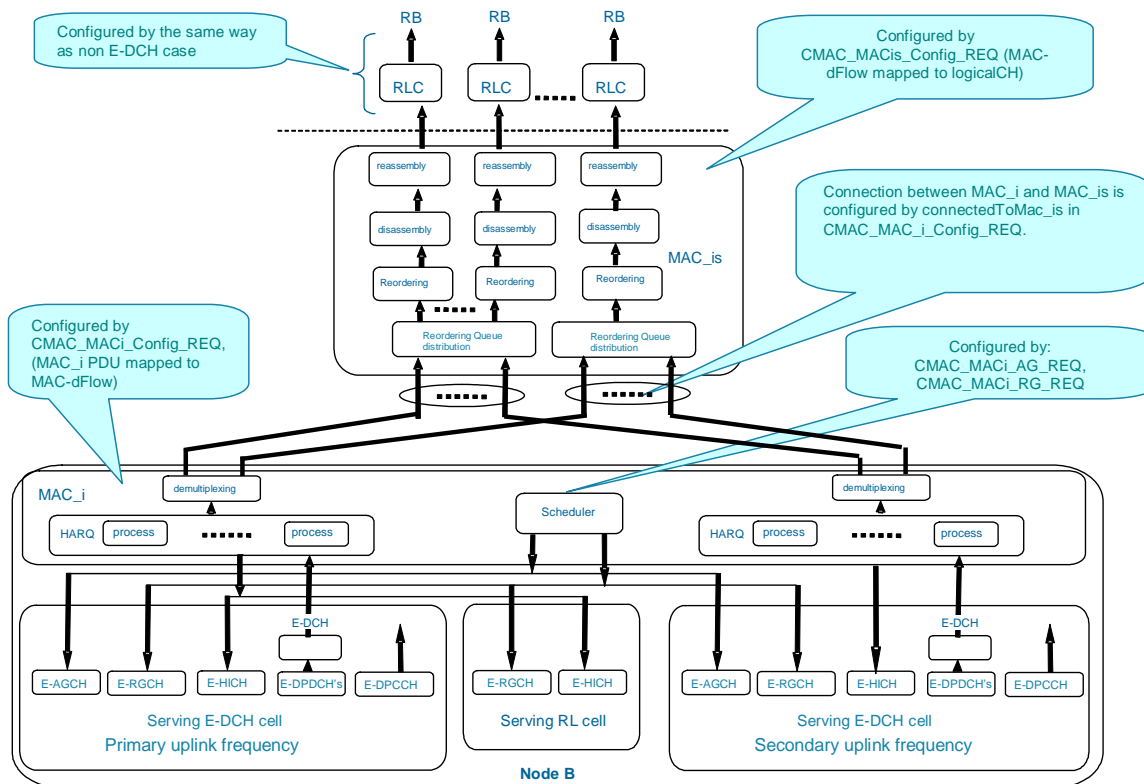 RB RB RB
Configured by the same way
as non E-DCH case
Configured by
CMAC_MACis_Config_REQ (MAC-
dFlow mapped to logicalCH)
RLC RLC RLC
reassembly reassembly reassembly
disassembly disassembly disassembly
Connection between MAC_i and MAC_is is
configured by connectedToMac_is in
CMAC_MAC_i_Config_REQ.
MAC_is
Reordering Reordering Reordering
Reordering Queue
distribution
Reordering Queue
distribution
Configured by
CMAC_MACi_Config_REQ,
(MAC_i PDU mapped to
MAC-dFlow)
Configured by:
CMAC_MACi_AG_REQ,
CMAC_MACi_RG_REQ
MAC_i
demultiplexing demultiplexing
Scheduler
HARQ process process
HARQ process process
E-DCH E-DCH
E-AGCH E-RGCH E-HICH E-DPDCH's E-DPCCH
E-RGCH E-HICH
E-AGCH E-RGCH E-HICH E-DPDCH's E-DPCCH
Serving E-DCH cell
Primary uplink frequency
Serving RL cell
Serving E-DCH cell
Secondary uplink frequency
Node B